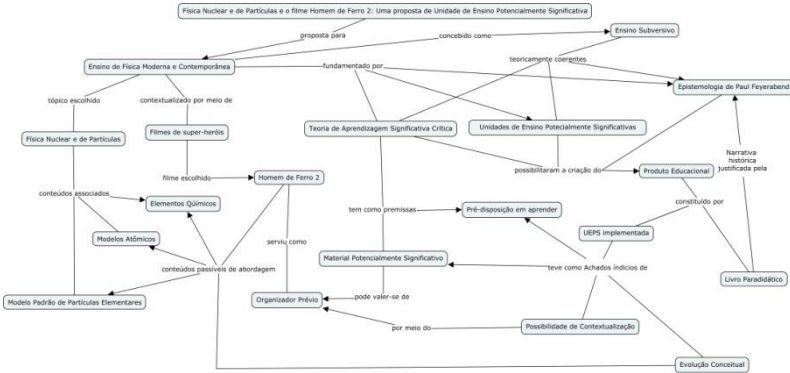 Física Nuclear e de Partículas e o filme Homem de Ferro 2: Uma proposta de Unidade de Ensino Potencialmente Significativa
proposta para
concebido como
Ensino Subversivo
Ensino de Física Moderna e Contemporânea
fundamentado por
teoricamente coerentes
Epistemologia de Paul Feyerabend
tópico escolhido
contextualizado por meio de
Física Nuclear e de Partículas
Filmes de super-heróis
Teoria de Aprendizagem Significativa Crítica
Unidades de Ensino Potecialmente Significativas
Narrativa
histórica
justificada pela
filme escolhido
Homem de Ferro 2
possibilitaram a criação do
Produto Educacional
conteúdos associados
Elementos Qúimicos
tem como premissas
Pré-disposição em aprender
constituído por
Modelos Atômicos
serviu como
UEPS implementada
conteúdos passíveis de abordagem
Material Potencialmente Significativo
teve como Achados índicios de
Livro Paradidático
Modelo Padrão de Partículas Elementares
Organizador Prévio
pode valer-se de
por meio do
Possibilidade de Contextualização
Evolução Conceitual